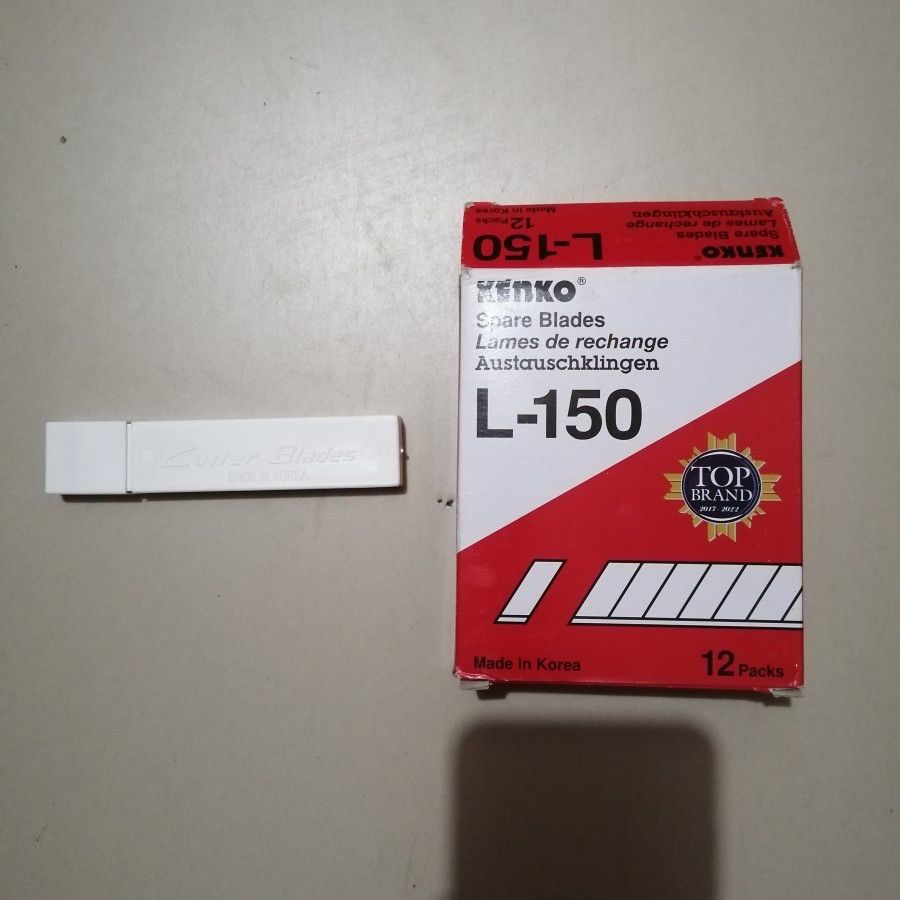 Cutter Blades
MADE IN KOREA
KENKO®
Spare Blades
Lames de rechange
Austauschklingen
L-150
12 Packs
Made in Korea
KENKO®
Spare Blades
Lames de rechange
Austauschklingen
L-150
TOP
BRAND
2017 - 2022
Made in Korea
12 Packs